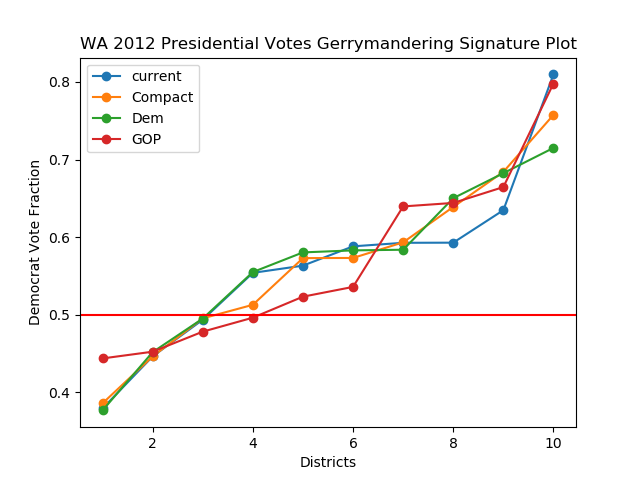 WA 2012 Presidential Votes Gerrymandering Signature Plot
current
Compact
Dem
GOP
0.8
0.7
0.6
0.5
0.4
Democrat Vote Fraction
2 4 6 8 10
Districts